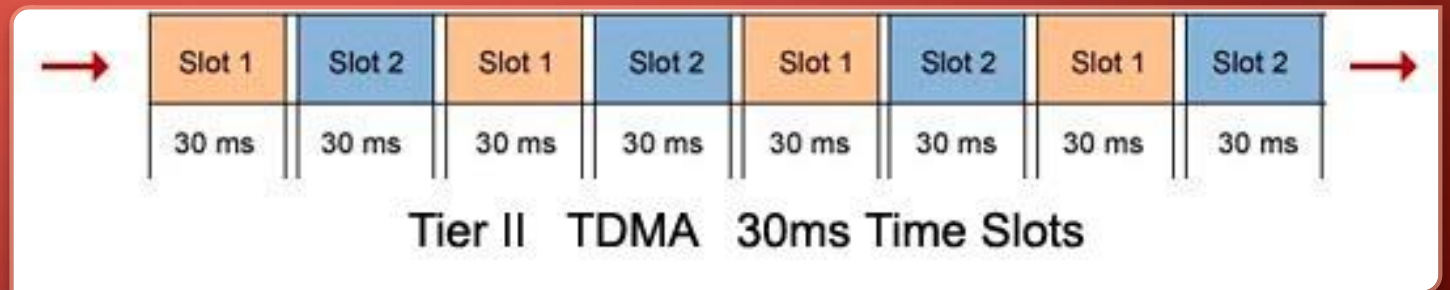 Slot 1 Slot 2 Slot 1 Slot 2 Slot 1 Slot 2 Slot 1 Slot 2
30 ms 30 ms 30 ms 30 ms 30 ms 30 ms 30 ms 30 ms
Tier II TDMA 30ms Time Slots